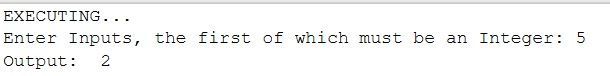 EXECUTING...
Enter Inputs, the first of which must be an Integer: 5
Output:  2